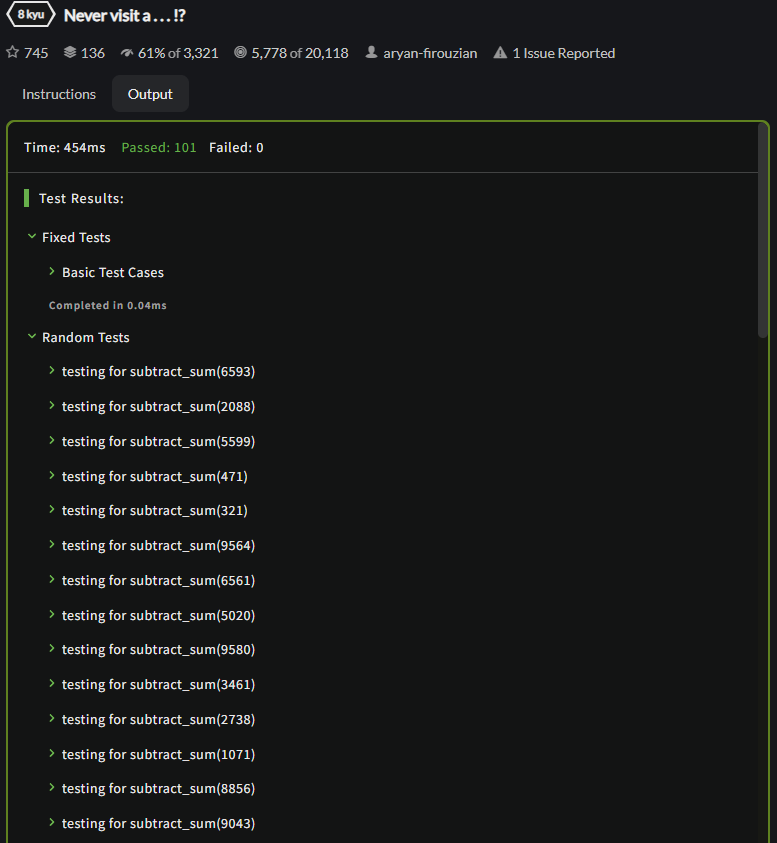 8 kyu Never visit a . . . !?
745 136 61% of 3,321 5,778 of 20,118 aryan-firouzian 1 Issue Reported
Instructions Output
Time: 454ms Passed: 101 Failed: 0
Test Results:
Fixed Tests
Basic Test Cases
Completed in 0.04ms
Random Tests
testing for subtract_sum(6593)
testing for subtract_sum(2088)
testing for subtract_sum(5599)
testing for subtract_sum(471)
testing for subtract_sum(321)
testing for subtract_sum(9564)
testing for subtract_sum(6561)
testing for subtract_sum(5020)
testing for subtract_sum(9580)
testing for subtract_sum(3461)
testing for subtract_sum(2738)
testing for subtract_sum(1071)
testing for subtract_sum(8856)
testing for subtract_sum(9043)